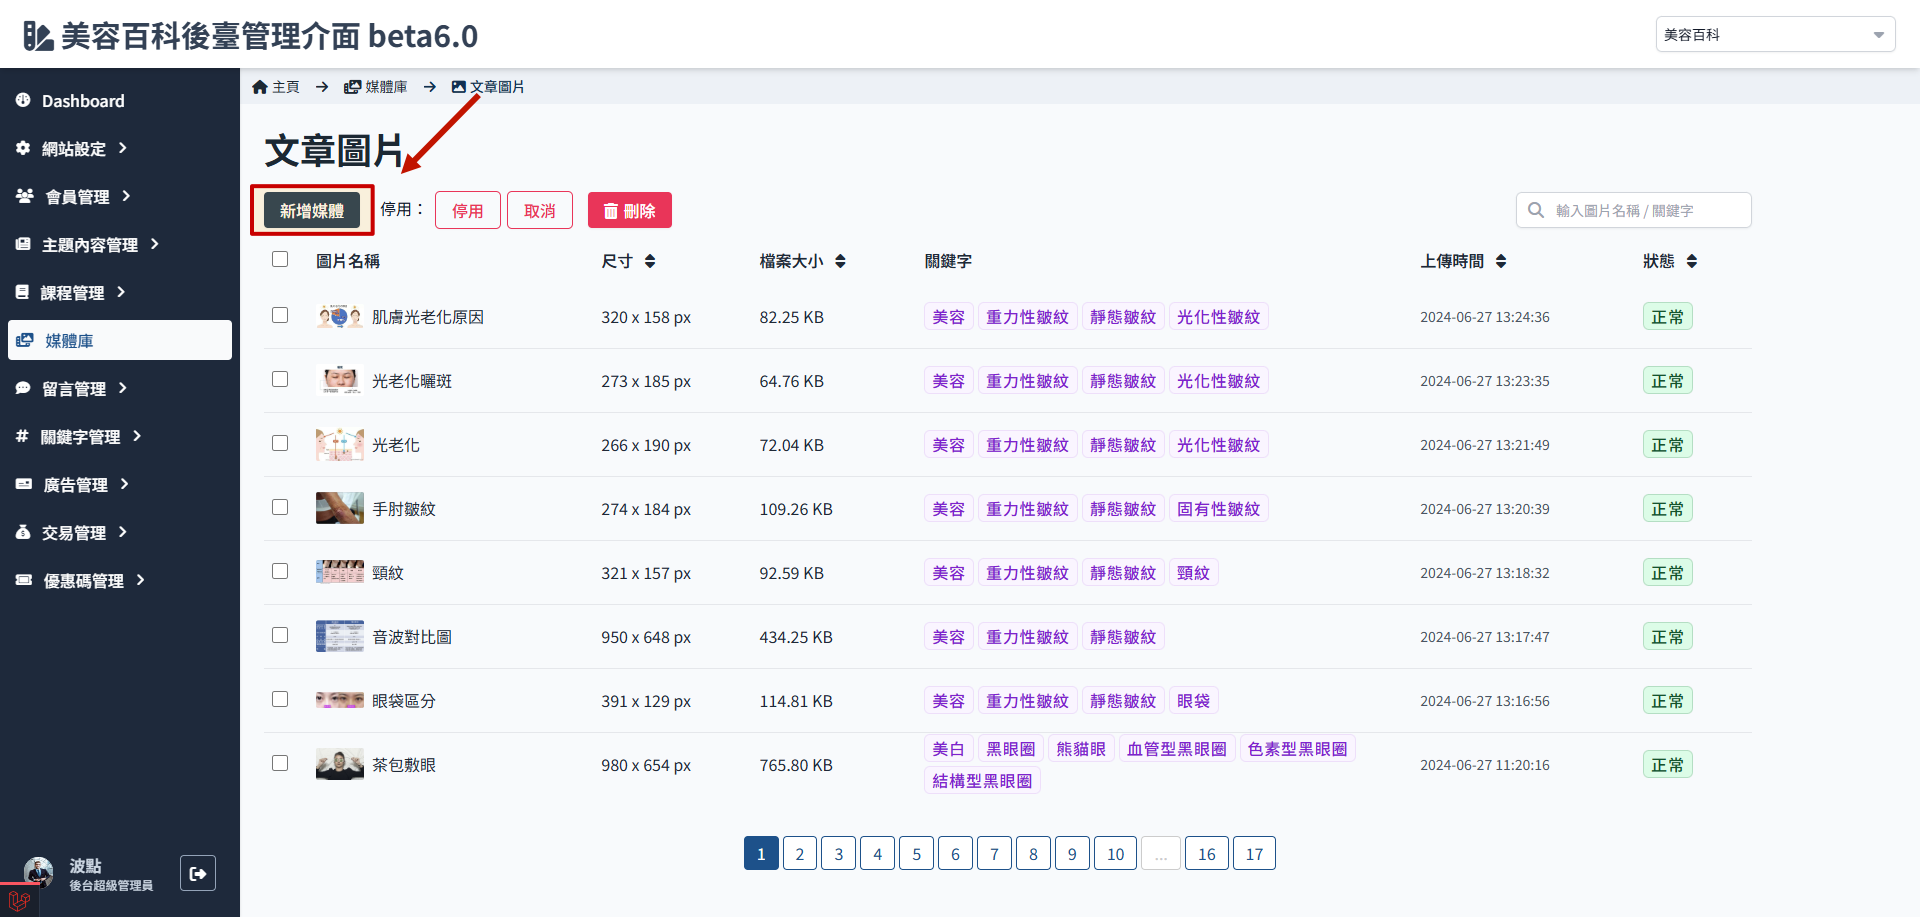 美容百科後臺管理介面 beta6.0
美容百科
Dashboard
網站設定
會員管理
主題內容管理
課程管理
媒體庫
留言管理
關鍵字管理
廣告管理
交易管理
優惠碼管理
波點
後台超級管理員
主頁 → 媒體庫 → 文章圖片
文章圖片
新增媒體 停用： 停用 取消 刪除
輸入圖片名稱 / 關鍵字
圖片名稱 尺寸 檔案大小 關鍵字 上傳時間 狀態
肌膚光老化原因 320 x 158 px 82.25 KB 美容 重力性皺紋 靜態皺紋 光化性皺紋 2024-06-27 13:24:36 正常
光老化曬斑 273 x 185 px 64.76 KB 美容 重力性皺紋 靜態皺紋 光化性皺紋 2024-06-27 13:23:35 正常
光老化 266 x 190 px 72.04 KB 美容 重力性皺紋 靜態皺紋 光化性皺紋 2024-06-27 13:21:49 正常
手肘皺紋 274 x 184 px 109.26 KB 美容 重力性皺紋 靜態皺紋 固有性皺紋 2024-06-27 13:20:39 正常
頸紋 321 x 157 px 92.59 KB 美容 重力性皺紋 靜態皺紋 頸紋 2024-06-27 13:18:32 正常
音波對比圖 950 x 648 px 434.25 KB 美容 重力性皺紋 靜態皺紋 2024-06-27 13:17:47 正常
眼袋區分 391 x 129 px 114.81 KB 美容 重力性皺紋 靜態皺紋 眼袋 2024-06-27 13:16:56 正常
茶包敷眼 980 x 654 px 765.80 KB 美白 黑眼圈 熊貓眼 血管型黑眼圈 色素型黑眼圈 2024-06-27 11:20:16 正常
結構型黑眼圈
1 2 3 4 5 6 7 8 9 10 ... 16 17